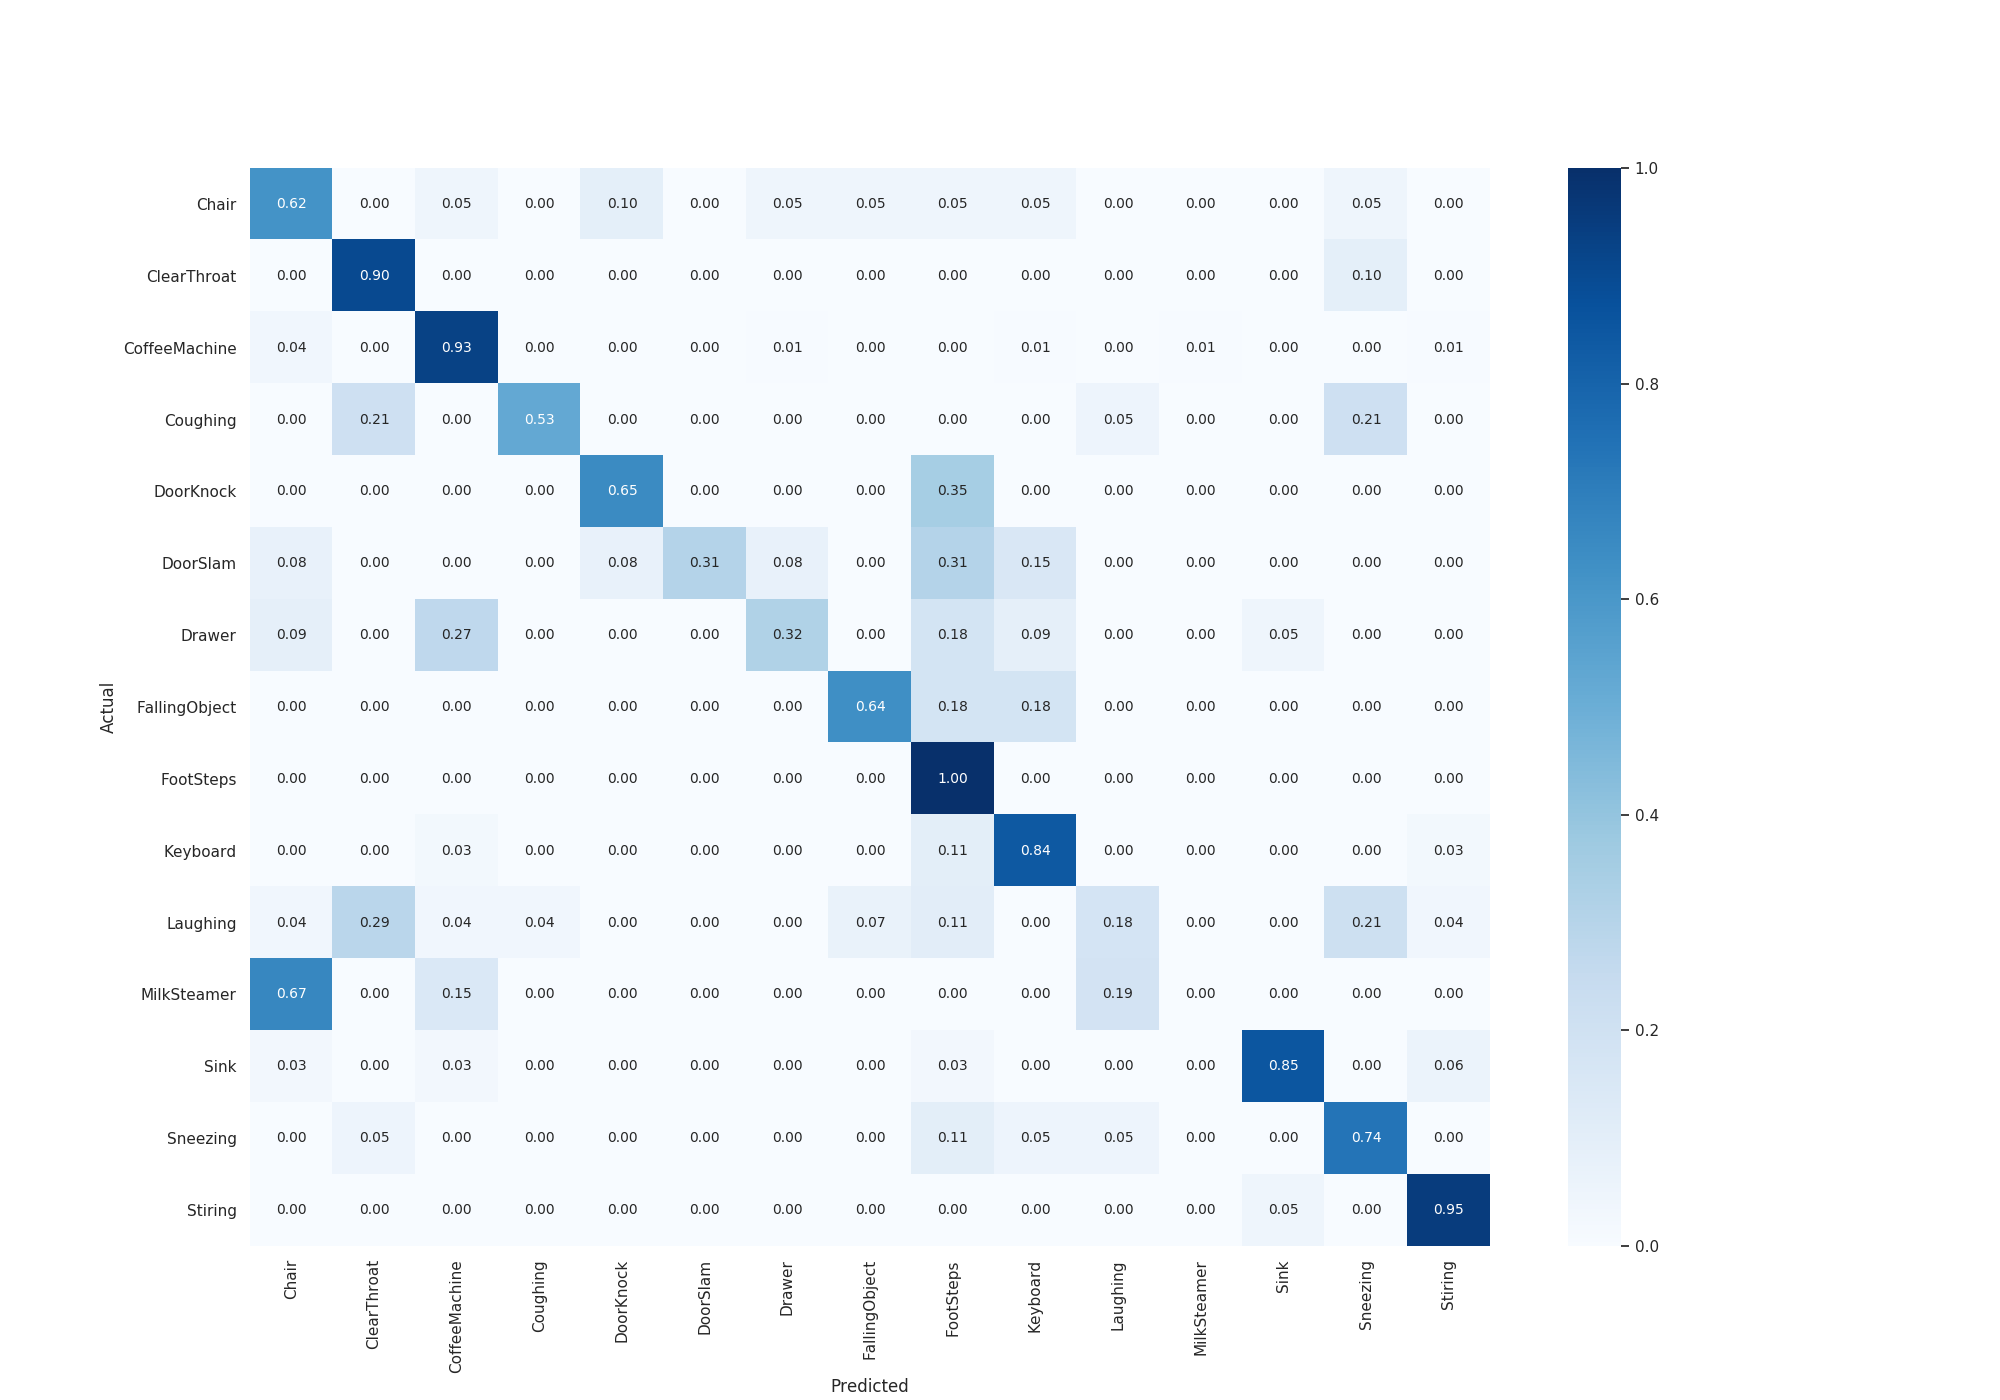 Chair 0.62 0.00 0.05 0.00 0.10 0.00 0.05 0.05 0.05 0.05 0.00 0.00 0.00 0.05 0.00 1.0
ClearThroat 0.00 0.90 0.00 0.00 0.00 0.00 0.00 0.00 0.00 0.00 0.00 0.00 0.00 0.10 0.00
CoffeeMachine 0.04 0.00 0.93 0.00 0.00 0.00 0.01 0.00 0.00 0.01 0.00 0.01 0.00 0.00 0.01
0.8
Coughing 0.00 0.21 0.00 0.53 0.00 0.00 0.00 0.00 0.00 0.00 0.05 0.00 0.00 0.21 0.00
DoorKnock 0.00 0.00 0.00 0.00 0.65 0.00 0.00 0.00 0.35 0.00 0.00 0.00 0.00 0.00 0.00
DoorSlam 0.08 0.00 0.00 0.00 0.08 0.31 0.08 0.00 0.31 0.15 0.00 0.00 0.00 0.00 0.00
0.6
Drawer 0.09 0.00 0.27 0.00 0.00 0.00 0.32 0.00 0.18 0.09 0.00 0.00 0.05 0.00 0.00
Actual
FallingObject 0.00 0.00 0.00 0.00 0.00 0.00 0.00 0.64 0.18 0.18 0.00 0.00 0.00 0.00 0.00
FootSteps 0.00 0.00 0.00 0.00 0.00 0.00 0.00 0.00 1.00 0.00 0.00 0.00 0.00 0.00 0.00
0.4
Keyboard 0.00 0.00 0.03 0.00 0.00 0.00 0.00 0.00 0.11 0.84 0.00 0.00 0.00 0.00 0.03
Laughing 0.04 0.29 0.04 0.04 0.00 0.00 0.00 0.07 0.11 0.00 0.18 0.00 0.00 0.21 0.04
MilkSteamer 0.67 0.00 0.15 0.00 0.00 0.00 0.00 0.00 0.00 0.00 0.19 0.00 0.00 0.00 0.00
0.2
Sink 0.03 0.00 0.03 0.00 0.00 0.00 0.00 0.00 0.03 0.00 0.00 0.00 0.85 0.00 0.06
Sneezing 0.00 0.05 0.00 0.00 0.00 0.00 0.00 0.00 0.11 0.05 0.05 0.00 0.00 0.74 0.00
Stiring 0.00 0.00 0.00 0.00 0.00 0.00 0.00 0.00 0.00 0.00 0.00 0.00 0.05 0.00 0.95
0.0
Chair
ClearThroat
CoffeeMachine
Coughing
DoorKnock
DoorSlam
Drawer
FallingObject
FootSteps
Keyboard
Laughing
MilkSteamer
Sink
Sneezing
Stiring
Predicted